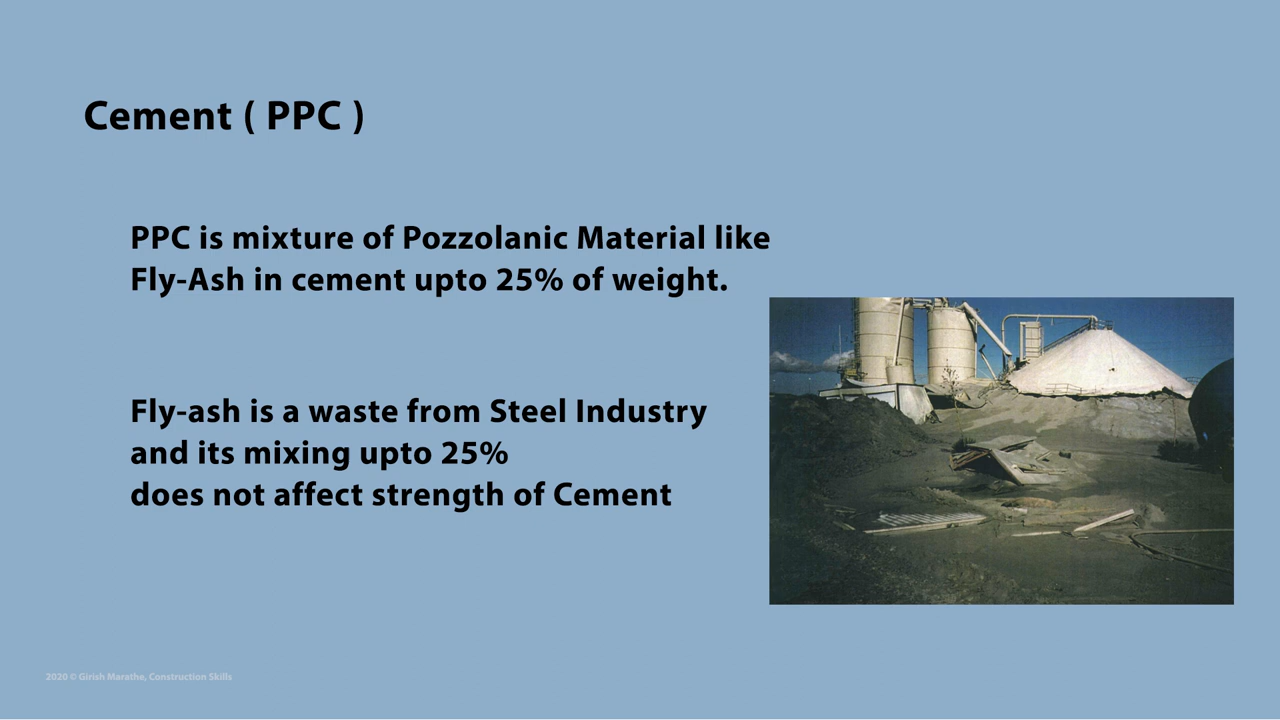 Cement ( PPC )
PPC is mixture of Pozzolanic Material like
Fly-Ash in cement upto 25% of weight.
Fly-ash is a waste from Steel Industry
and its mixing upto 25%
does not affect strength of Cement
2020 © Girish Marathe, Construction Skills